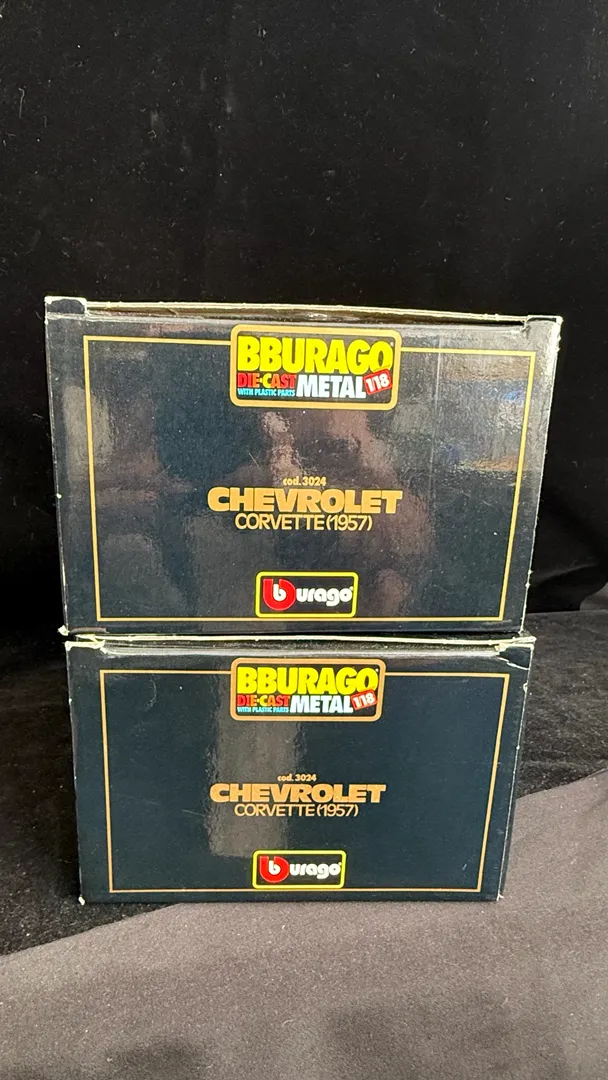 BBURAGO
DIE-CAST
WITH PLASTIC PARTS
METAL 1/18
cod. 3024
CHEVROLET
CORVETTE (1957)
burago
BBURAGO
DIE-CAST
WITH PLASTIC PARTS
METAL 1/18
cod. 3024
CHEVROLET
CORVETTE (1957)
burago